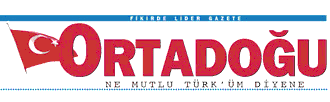 FİKİRDE LİDER GAZETE
ORTADOĞU
NE MUTLU TÜRK'ÜM DİYENE